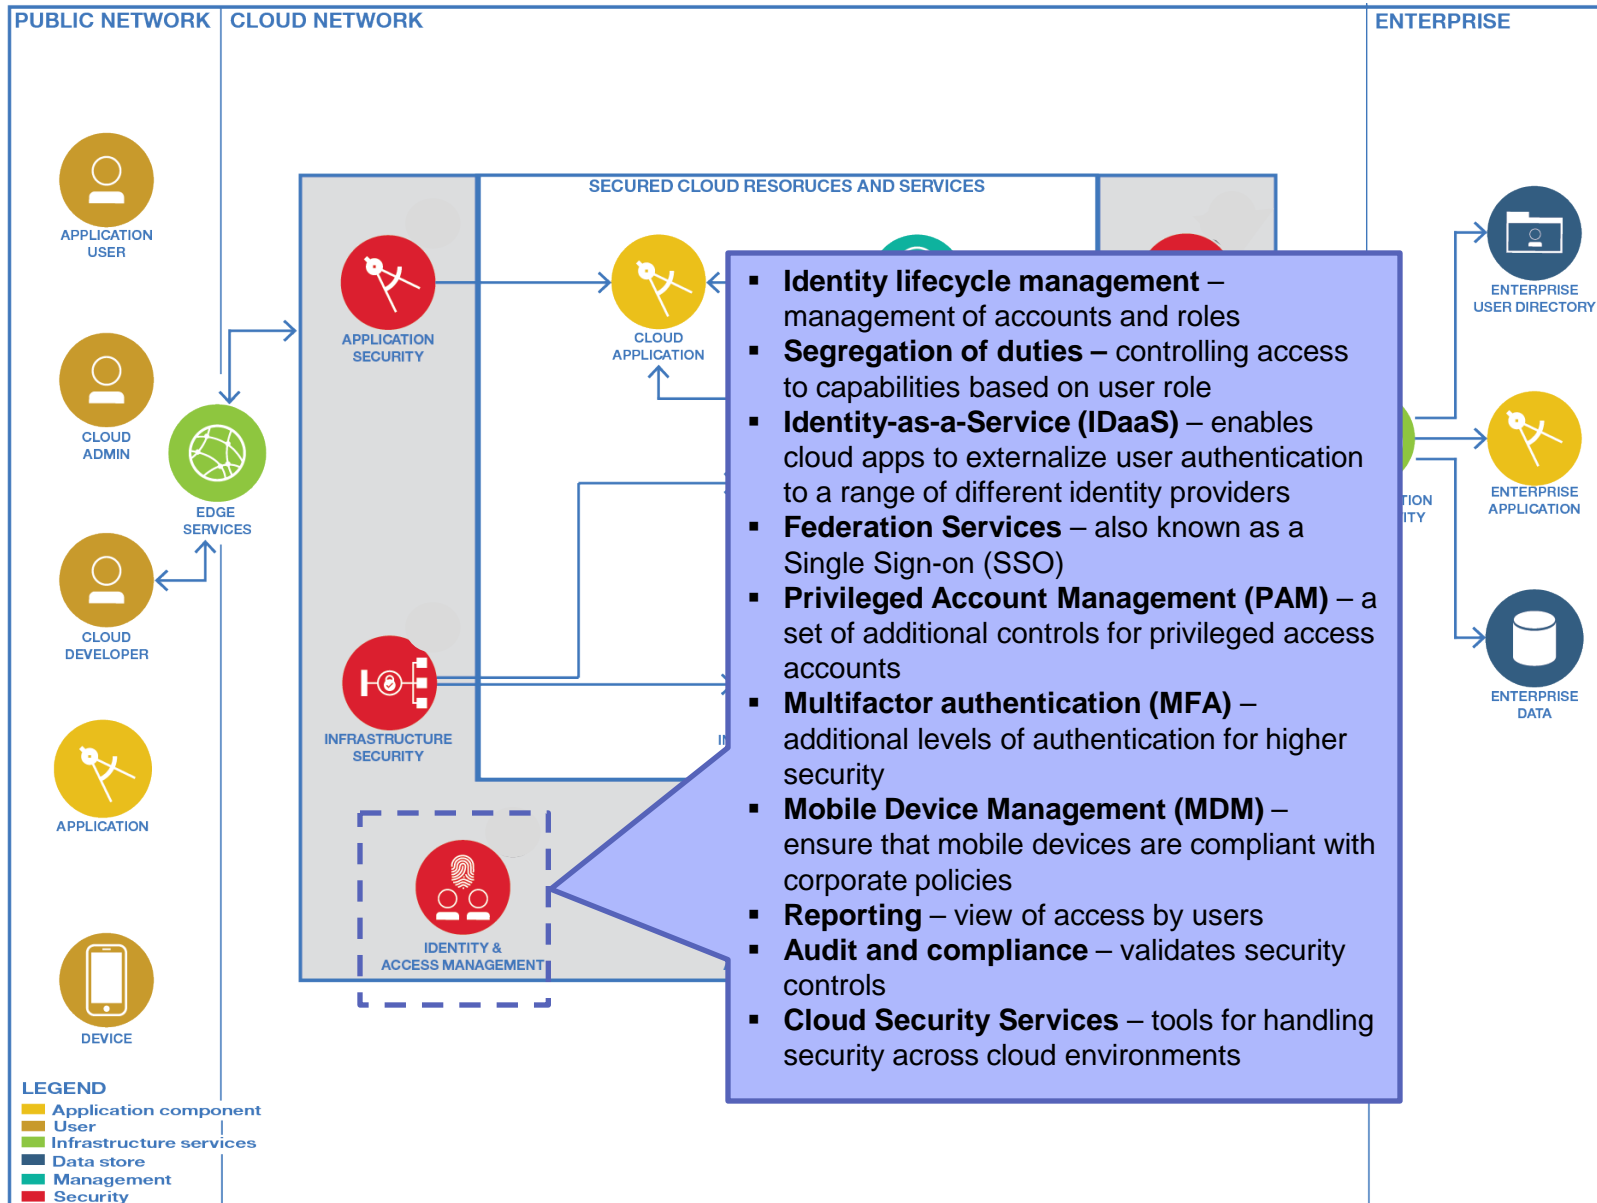 PUBLIC NETWORK
CLOUD NETWORK
ENTERPRISE
APPLICATION
USER
CLOUD
ADMIN
CLOUD
DEVELOPER
APPLICATION
DEVICE
EDGE
SERVICES
SECURED CLOUD RESORUCES AND SERVICES
APPLICATION
SECURITY
CLOUD
APPLICATION
INFRASTRUCTURE
SECURITY
IDENTITY &
ACCESS MANAGEMENT
▪ Identity lifecycle management –
management of accounts and roles
▪ Segregation of duties – controlling access
to capabilities based on user role
▪ Identity-as-a-Service (IDaaS) – enables
cloud apps to externalize user authentication
to a range of different identity providers
▪ Federation Services – also known as a
Single Sign-on (SSO)
▪ Privileged Account Management (PAM) – a
set of additional controls for privileged access
accounts
▪ Multifactor authentication (MFA) –
additional levels of authentication for higher
security
▪ Mobile Device Management (MDM) –
ensure that mobile devices are compliant with
corporate policies
▪ Reporting – view of access by users
▪ Audit and compliance – validates security
controls
▪ Cloud Security Services – tools for handling
security across cloud environments
ENTERPRISE
USER DIRECTORY
ENTERPRISE
APPLICATION
ENTERPRISE
DATA
LEGEND
Application component
User
Infrastructure services
Data store
Management
Security